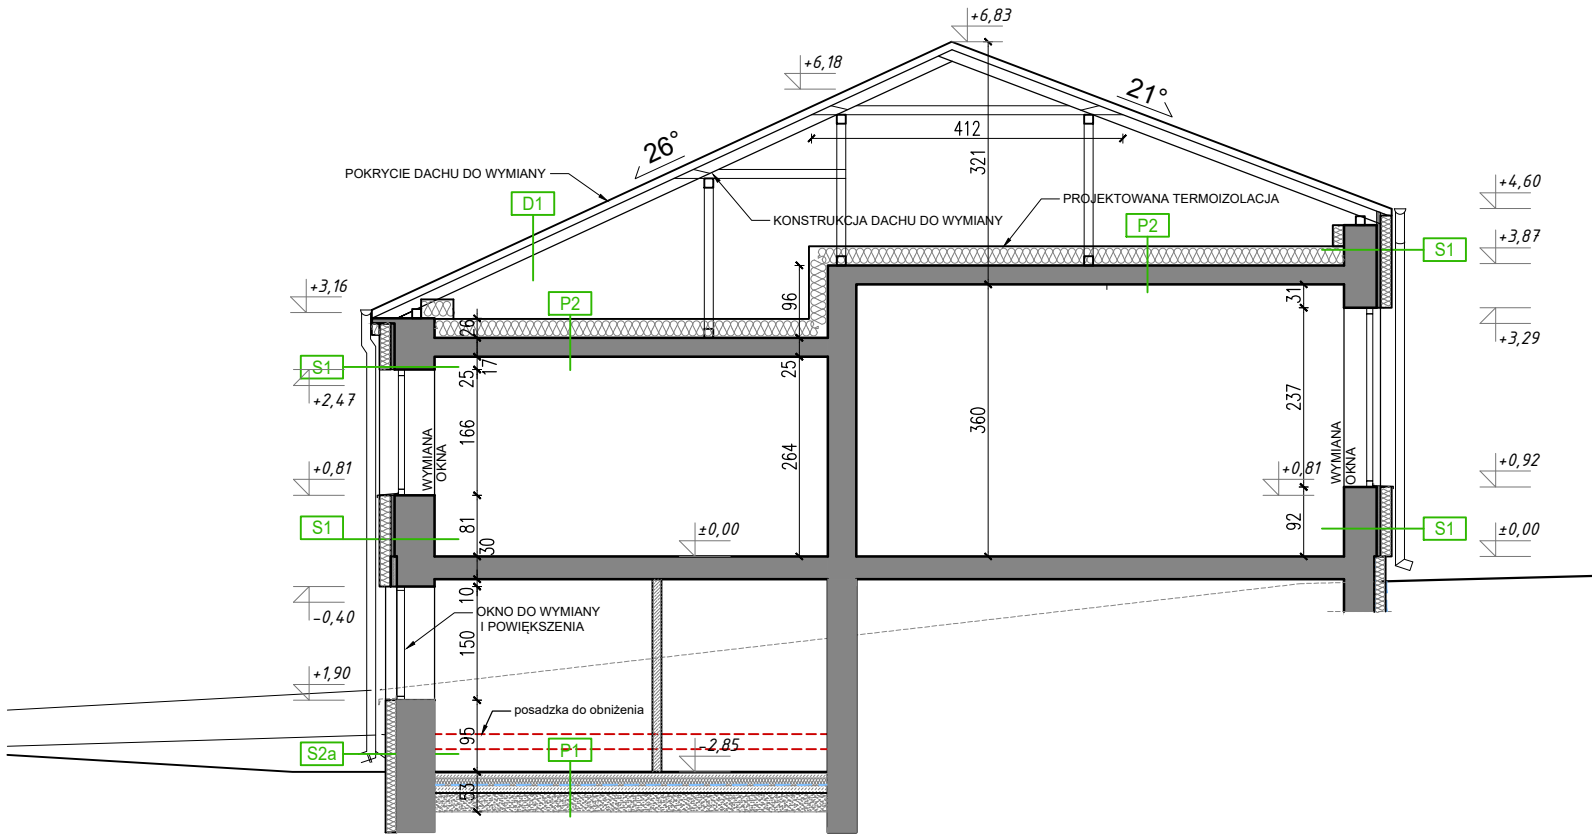 +6,83
+6,18
21°
412
26°
321
POKRYCIE DACHU DO WYMIANY
D1
PROJEKTOWANA TERMOIZOLACJA
KONSTRUKCJA DACHU DO WYMIANY
P2
+4,60
S1
+3,87
+3,16
P2
96
31
26
+3,29
S1
25
17
25
+2,47
166
WYMIANA
OKNA
264
360
237
WYMIANA
OKNA
+0,81
+0,81
+0,92
S1
81
30
±0,00
92
S1
±0,00
-0,40
10
OKNO DO WYMIANY
I POWIĘKSZENIA
150
+1,90
posadzka do obniżenia
95
S2a
P1
-2,85
53